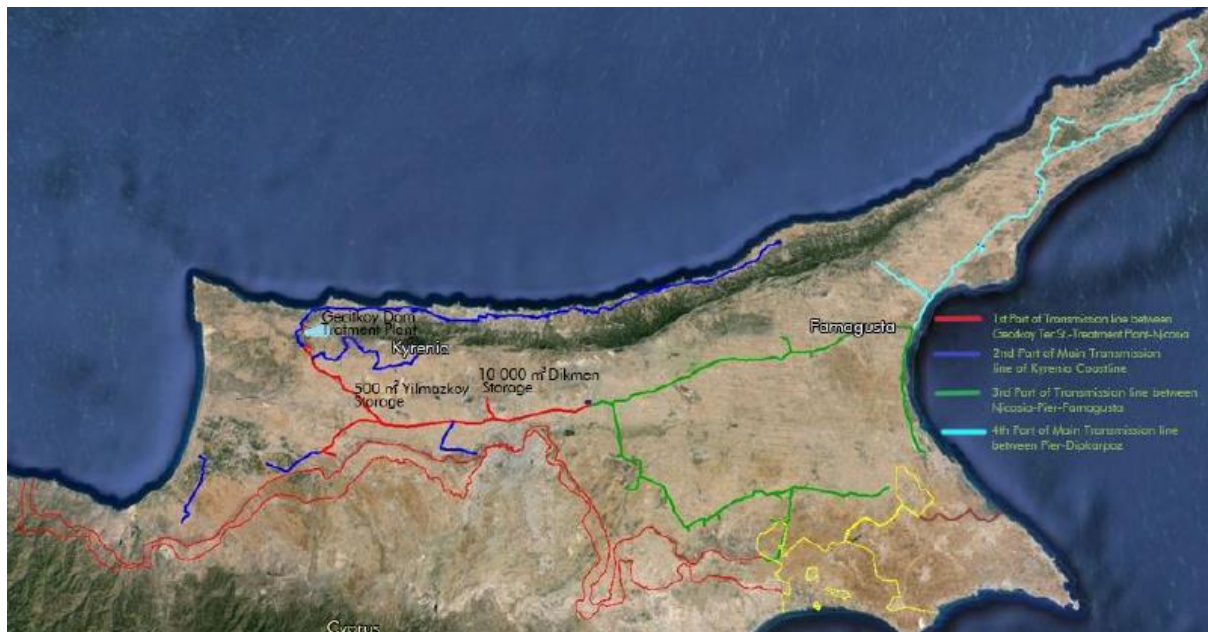 Gecitkoy Dam
Tratment Plant
Kyrenia
500 m³ Yilmazkoy
Storage
10 000 m³ Dikmen
Storage
Famagusta
1st Part of Transmission line between
Gecitkoy Ter.St.-Treatment Plant-Nicosia
2nd Part of Main Transmission
line of Kyrenia Coastline
3rd Part of Transmission line between
Nicosia-Pier-Famagusta
4th Part of Main Transmission line
between Pier-Dipkarpaz
Cyprus